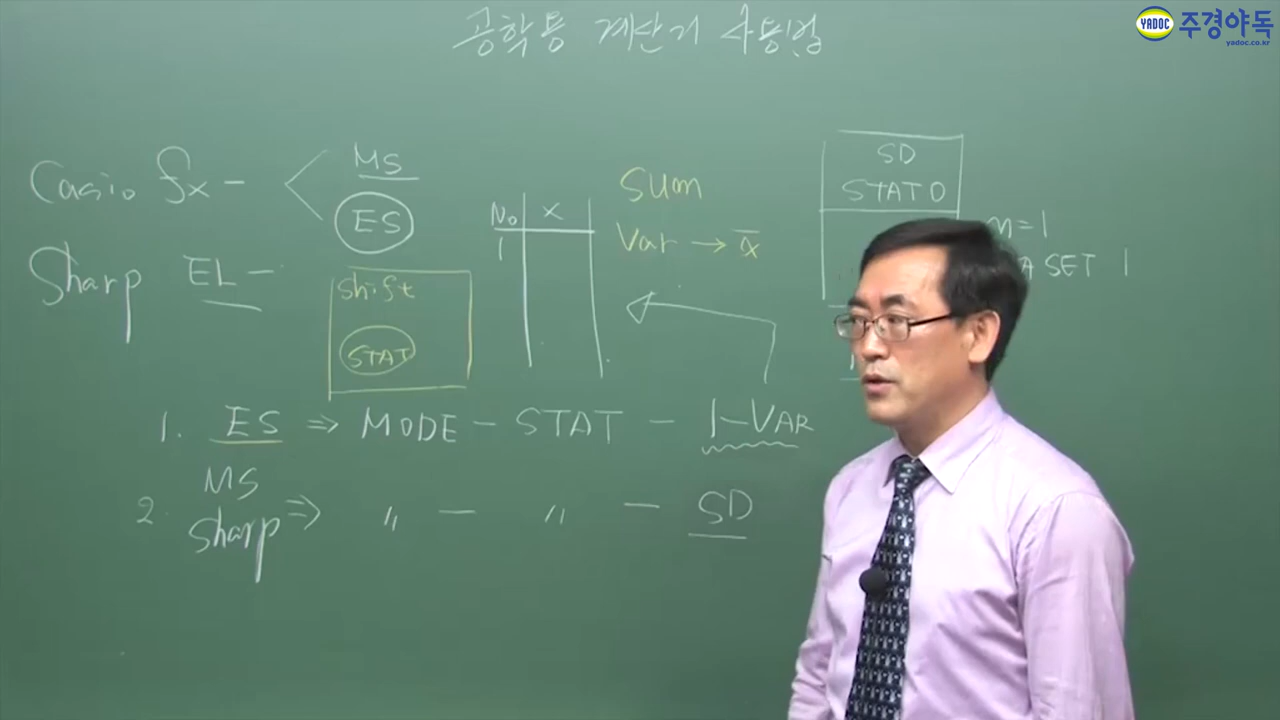 YADOC 주경야독
yadoc.co.kr
공학용 계산기 사용법
Casio fx - MS
ES
Sharp EL -
Shift
STAT
No X
1
Sum
Var → x̄
SD
STAT 0
n=1
A SET 1
1. ES ⇒ MODE - STAT - 1-VAR
2. MS
Sharp ⇒ 〃 - 〃 - SD